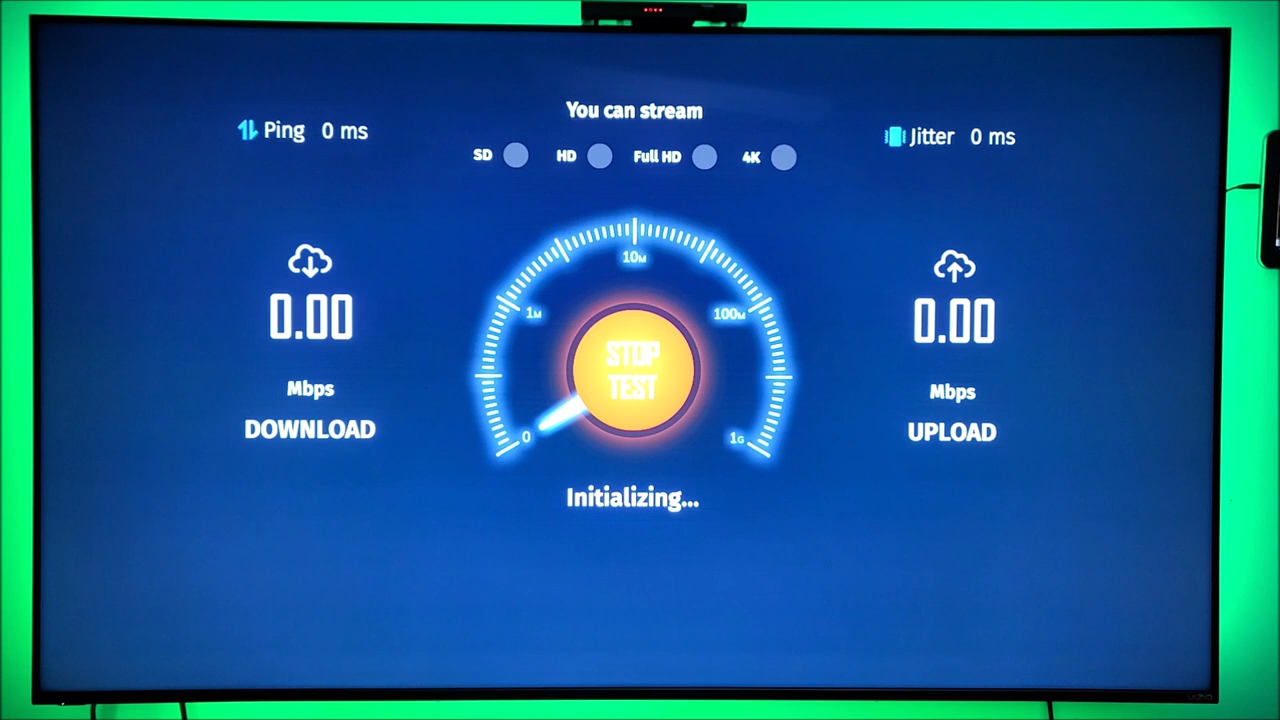 You can stream
Ping 0 ms
Jitter 0 ms
SD HD Full HD 4K
10M
1M
100M
0.00
0.00
STOP
TEST
Mbps
Mbps
DOWNLOAD
UPLOAD
0
1G
Initializing...
VIZIO